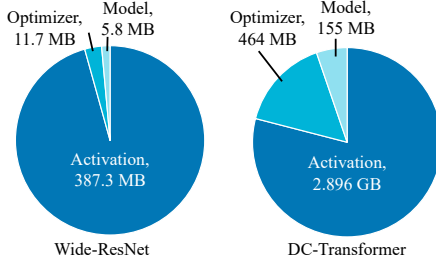 Optimizer,
11.7 MB
Model,
5.8 MB
Activation,
387.3 MB
Wide-ResNet
Optimizer,
464 MB
Model,
155 MB
Activation,
2.896 GB
DC-Transformer